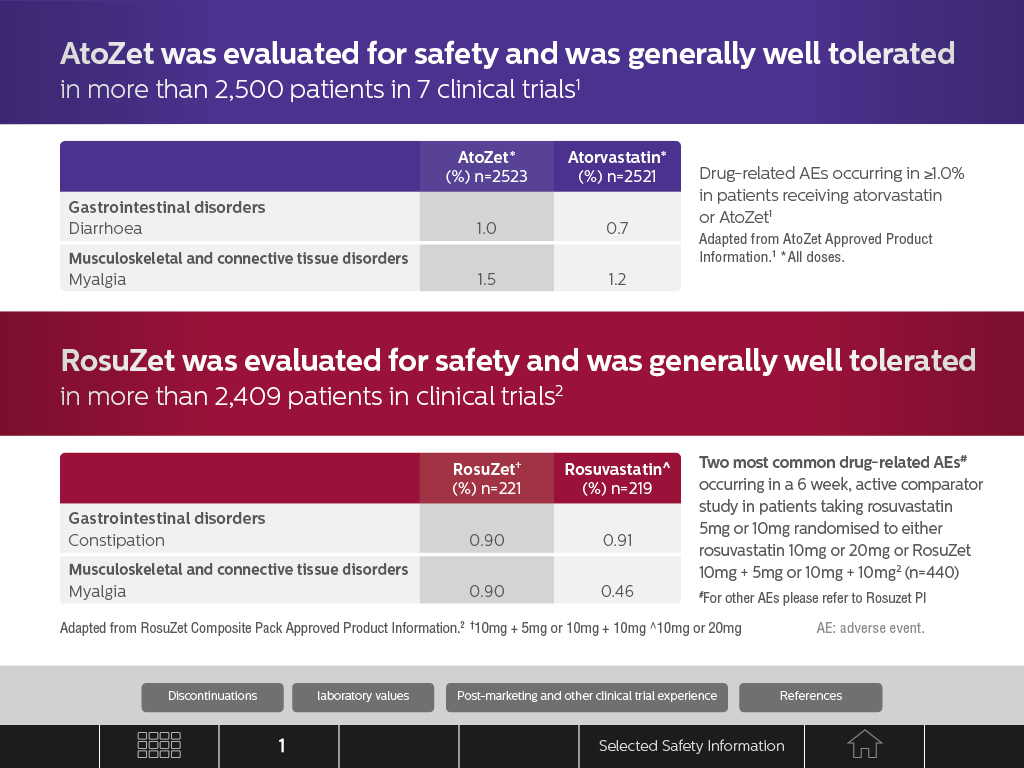 AtoZet was evaluated for safety and was generally well tolerated
in more than 2,500 patients in 7 clinical trials¹
AtoZet* Atorvastatin*
(%) n=2523 (%) n=2521
Gastrointestinal disorders
Diarrhoea 1.0 0.7
Musculoskeletal and connective tissue disorders
Myalgia 1.5 1.2
Drug-related AEs occurring in ≥1.0%
in patients receiving atorvastatin
or AtoZet¹
Adapted from AtoZet Approved Product
Information.¹ *All doses.
RosuZet was evaluated for safety and was generally well tolerated
in more than 2,409 patients in clinical trials²
RosuZet† Rosuvastatin^
(%) n=221 (%) n=219
Gastrointestinal disorders
Constipation 0.90 0.91
Musculoskeletal and connective tissue disorders
Myalgia 0.90 0.46
Two most common drug-related AEs#
occurring in a 6 week, active comparator
study in patients taking rosuvastatin
5mg or 10mg randomised to either
rosuvastatin 10mg or 20mg or RosuZet
10mg + 5mg or 10mg + 10mg² (n=440)
#For other AEs please refer to Rosuzet PI
Adapted from RosuZet Composite Pack Approved Product Information.² †10mg + 5mg or 10mg + 10mg ^10mg or 20mg
AE: adverse event.
Discontinuations
laboratory values
Post-marketing and other clinical trial experience
References
1
Selected Safety Information